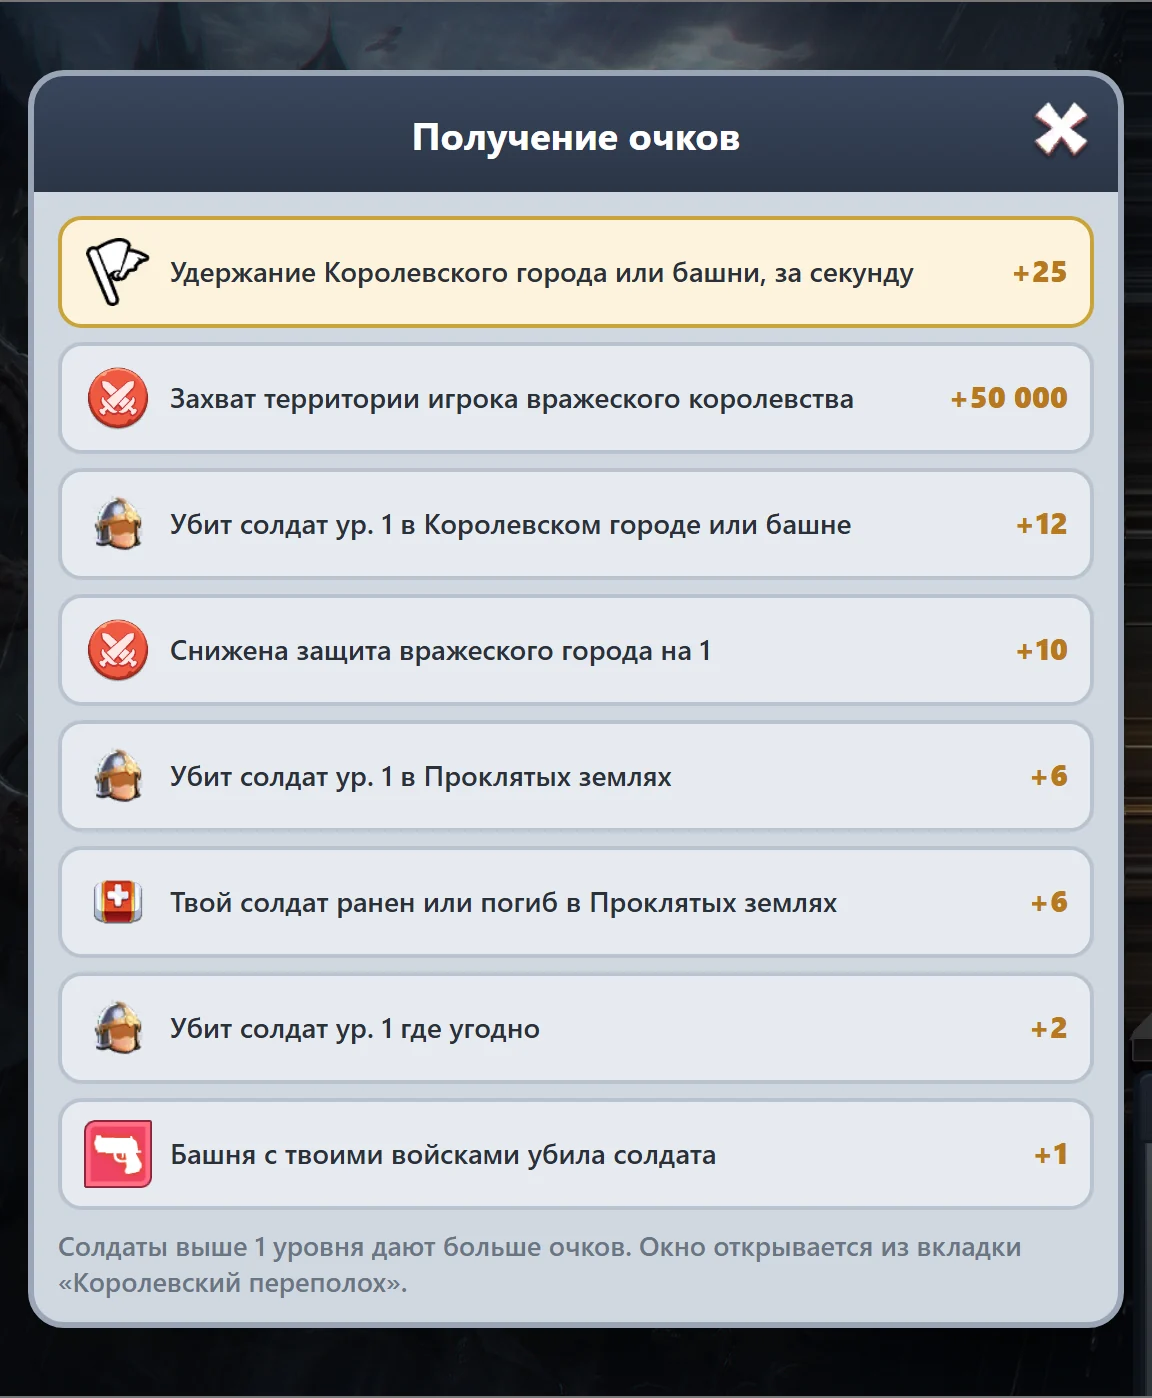 Получение очков
Удержание Королевского города или башни, за секунду +25
Захват территории игрока вражеского королевства +50 000
Убит солдат ур. 1 в Королевском городе или башне +12
Снижена защита вражеского города на 1 +10
Убит солдат ур. 1 в Проклятых землях +6
Твой солдат ранен или погиб в Проклятых землях +6
Убит солдат ур. 1 где угодно +2
Башня с твоими войсками убила солдата +1
Солдаты выше 1 уровня дают больше очков. Окно открывается из вкладки
«Королевский переполох».